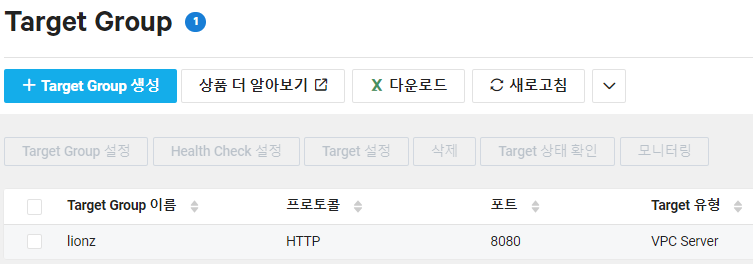 Target Group 1
+ Target Group 생성 상품 더 알아보기 X 다운로드 새로고침
Target Group 설정 Health Check 설정 Target 설정 삭제 Target 상태 확인 모니터링
Target Group 이름 프로토콜 포트 Target 유형
lionz HTTP 8080 VPC Server